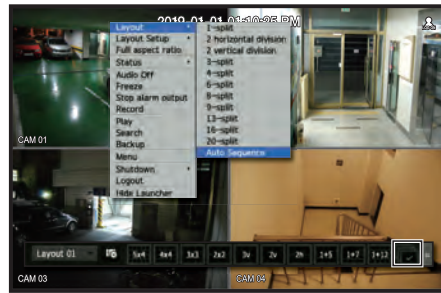 2019-01-01 01:10:25 PM
Layout
Layout Setup
Full aspect ratio
Status
Audio Off
Freeze
Stop alarm output
Record
Play
Search
Backup
Menu
Shutdown
Logout
Hide Launcher
1-split
2 horizontal division
2 vertical division
3-split
4-split
6-split
8-split
9-split
13-split
16-split
20-split
Auto Sequence
CAM 01
Layout 01
5x4 4x4 3x3 2x2 3V 2V 2h 1+5 1+7 1+12
CAM 03
CAM 04